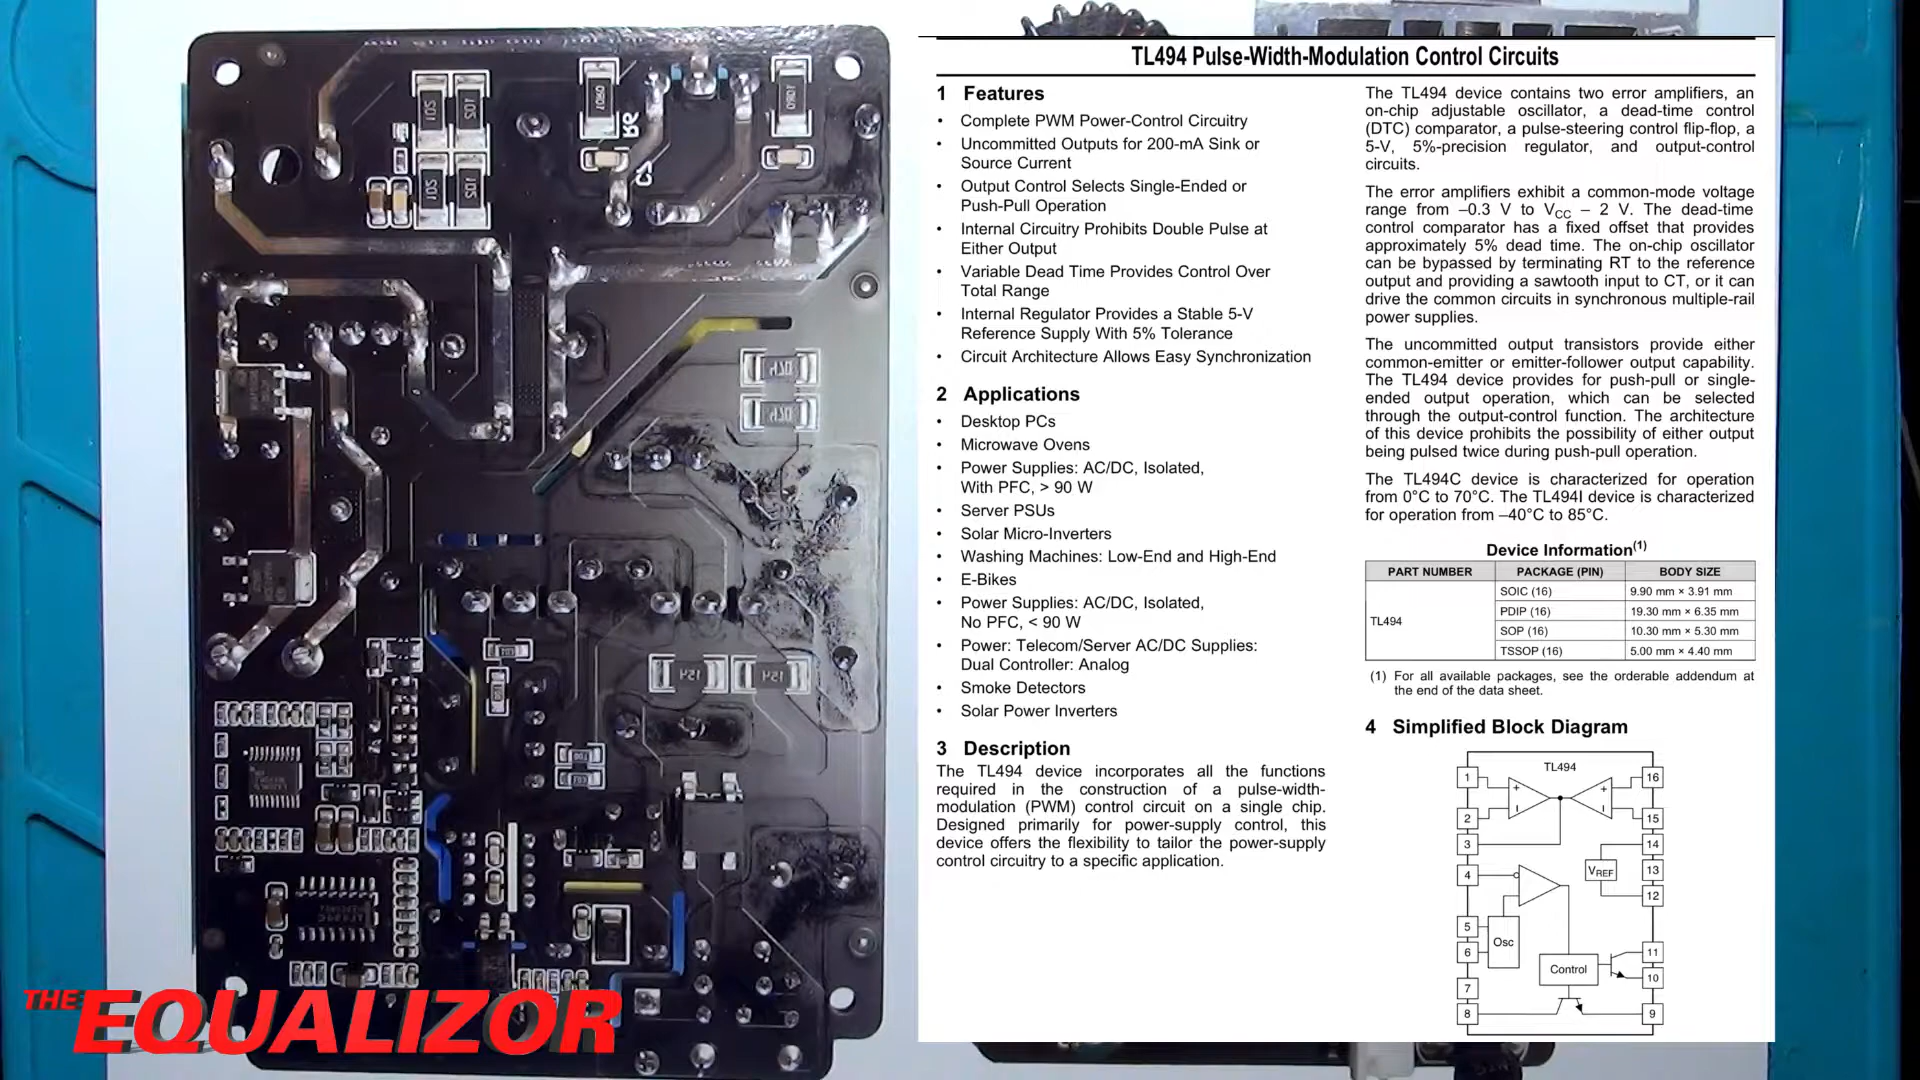 TL494 Pulse-Width-Modulation Control Circuits
1 Features
• Complete PWM Power-Control Circuitry
• Uncommitted Outputs for 200-mA Sink or
Source Current
• Output Control Selects Single-Ended or
Push-Pull Operation
• Internal Circuitry Prohibits Double Pulse at
Either Output
• Variable Dead Time Provides Control Over
Total Range
• Internal Regulator Provides a Stable 5-V
Reference Supply With 5% Tolerance
• Circuit Architecture Allows Easy Synchronization
2 Applications
• Desktop PCs
• Microwave Ovens
• Power Supplies: AC/DC, Isolated,
With PFC, > 90 W
• Server PSUs
• Solar Micro-Inverters
• Washing Machines: Low-End and High-End
• E-Bikes
• Power Supplies: AC/DC, Isolated,
No PFC, < 90 W
• Power: Telecom/Server AC/DC Supplies:
Dual Controller: Analog
• Smoke Detectors
• Solar Power Inverters
3 Description
The TL494 device incorporates all the functions
required in the construction of a pulse-width-
modulation (PWM) control circuit on a single chip.
Designed primarily for power-supply control, this
device offers the flexibility to tailor the power-supply
control circuitry to a specific application.
The TL494 device contains two error amplifiers, an
on-chip adjustable oscillator, a dead-time control
(DTC) comparator, a pulse-steering control flip-flop, a
5-V, 5%-precision regulator, and output-control
circuits.
The error amplifiers exhibit a common-mode voltage
range from –0.3 V to VCC – 2 V. The dead-time
control comparator has a fixed offset that provides
approximately 5% dead time. The on-chip oscillator
can be bypassed by terminating RT to the reference
output and providing a sawtooth input to CT, or it can
drive the common circuits in synchronous multiple-rail
power supplies.
The uncommitted output transistors provide either
common-emitter or emitter-follower output capability.
The TL494 device provides for push-pull or single-
ended output operation, which can be selected
through the output-control function. The architecture
of this device prohibits the possibility of either output
being pulsed twice during push-pull operation.
The TL494C device is characterized for operation
from 0°C to 70°C. The TL494I device is characterized
for operation from –40°C to 85°C.
Device Information(1)
PART NUMBER PACKAGE (PIN) BODY SIZE
TL494
SOIC (16) 9.90 mm × 3.91 mm
PDIP (16) 19.30 mm × 6.35 mm
SOP (16) 10.30 mm × 5.30 mm
TSSOP (16) 5.00 mm × 4.40 mm
(1) For all available packages, see the orderable addendum at
the end of the data sheet.
4 Simplified Block Diagram
TL494
1 16
2 15
3 14
4 VREF 13
12
5 11
Osc
6 Control 10
7
8 9
105 105
105 105
R6
THE EQUALIZOR